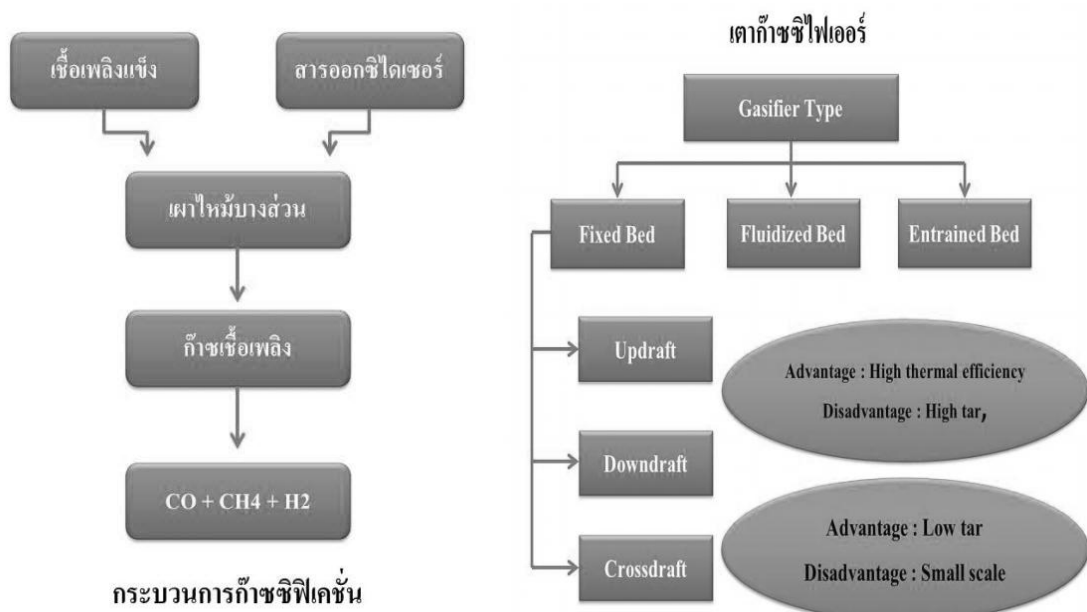 เชื้อเพลิงแข็ง
สารออกซิไดเซอร์
เผาไหม้บางส่วน
ก๊าซเชื้อเพลิง
CO + CH4 + H2
กระบวนการก๊าซซิฟิเคชั่น
เตาก๊าซซิไฟเออร์
Gasifier Type
Fixed Bed
Fluidized Bed
Entrained Bed
Updraft
Advantage : High thermal efficiency
Disadvantage : High tar,
Downdraft
Advantage : Low tar
Disadvantage : Small scale
Crossdraft